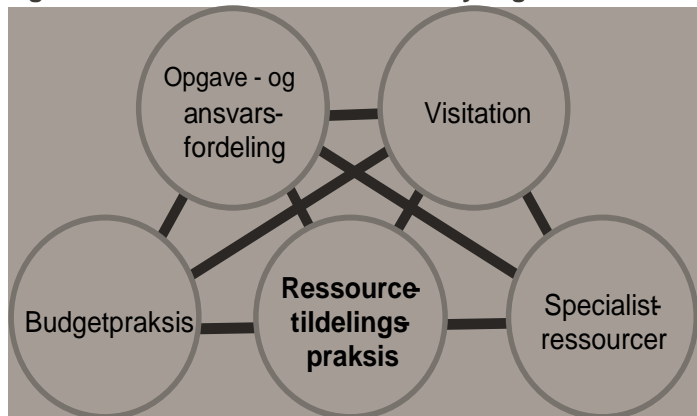 Opgave - og
ansvars-
fordeling
Visitation
Budgetpraksis
Ressource-
tildelings-
praksis
Specialist-
ressourcer